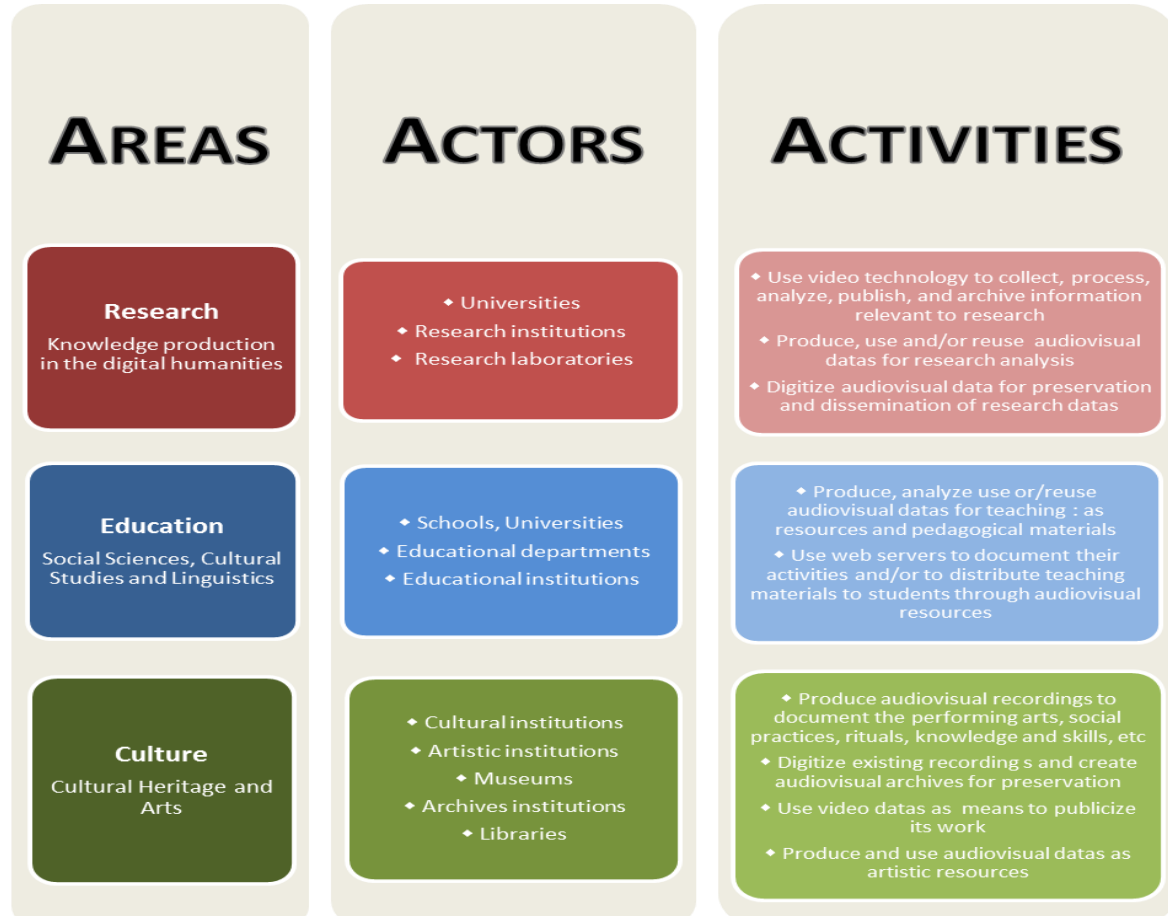 AREAS
ACTORS
ACTIVITIES
Research
Knowledge production
in the digital humanities
◆ Universities
◆ Research institutions
◆ Research laboratories
◆ Use video technology to collect, process,
analyze, publish, and archive information
relevant to research
◆ Produce, use and/or reuse audiovisual
datas for research analysis
◆ Digitize audiovisual data for preservation
and dissemination of research datas
Education
Social Sciences, Cultural
Studies and Linguistics
◆ Schools, Universities
◆ Educational departments
◆ Educational institutions
◆ Produce, analyze use or/reuse
audiovisual datas for teaching : as
resources and pedagogical materials
◆ Use web servers to document their
activities and/or to distribute teaching
materials to students through audiovisual
resources
Culture
Cultural Heritage and
Arts
◆ Cultural institutions
◆ Artistic institutions
◆ Museums
◆ Archives institutions
◆ Libraries
◆ Produce audiovisual recordings to
document the performing arts, social
practices, rituals, knowledge and skills, etc
◆ Digitize existing recording s and create
audiovisual archives for preservation
◆ Use video datas as means to publicize
its work
◆ Produce and use audiovisual datas as
artistic resources